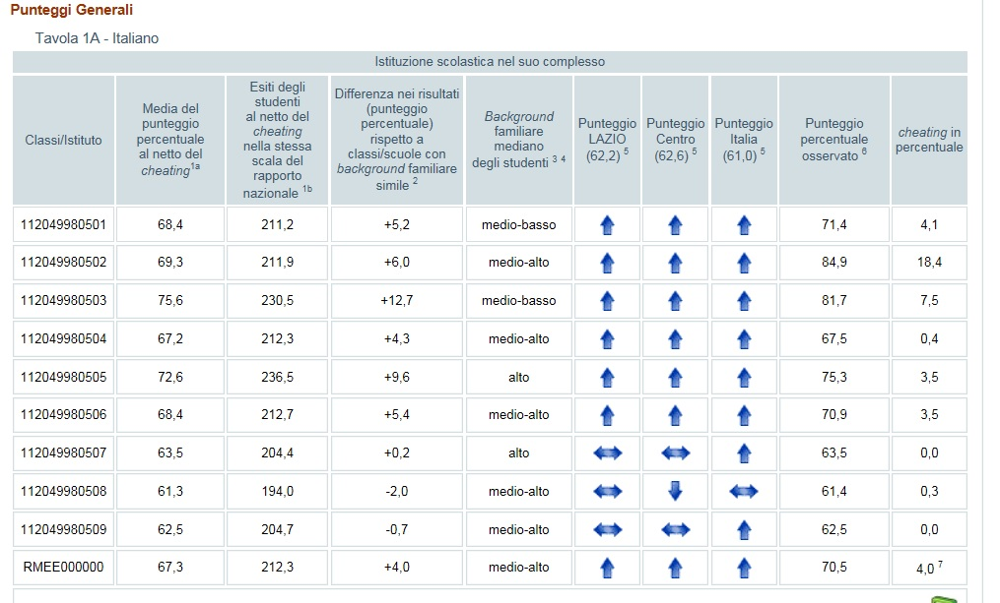 Punteggi Generali
Tavola 1A - Italiano
Istituzione scolastica nel suo complesso
Classi/Istituto
Media del
punteggio
percentuale
al netto del
cheating1a
Esiti degli
studenti
al netto del
cheating
nella stessa
scala del
rapporto
nazionale 1b
Differenza nei risultati
(punteggio
percentuale)
rispetto a
classi/scuole con
background familiare
simile 2
Background
familiare
mediano
degli studenti 3 4
Punteggio
LAZIO
(62,2) 5
Punteggio
Centro
(62,6) 5
Punteggio
Italia
(61,0) 5
Punteggio
percentuale
osservato 6
cheating in
percentuale
112049980501 68,4 211,2 +5,2 medio-basso 71,4 4,1
112049980502 69,3 211,9 +6,0 medio-alto 84,9 18,4
112049980503 75,6 230,5 +12,7 medio-basso 81,7 7,5
112049980504 67,2 212,3 +4,3 medio-alto 67,5 0,4
112049980505 72,6 236,5 +9,6 alto 75,3 3,5
112049980506 68,4 212,7 +5,4 medio-alto 70,9 3,5
112049980507 63,5 204,4 +0,2 alto 63,5 0,0
112049980508 61,3 194,0 -2,0 medio-alto 61,4 0,3
112049980509 62,5 204,7 -0,7 medio-alto 62,5 0,0
RMEE000000 67,3 212,3 +4,0 medio-alto 70,5 4,0 7